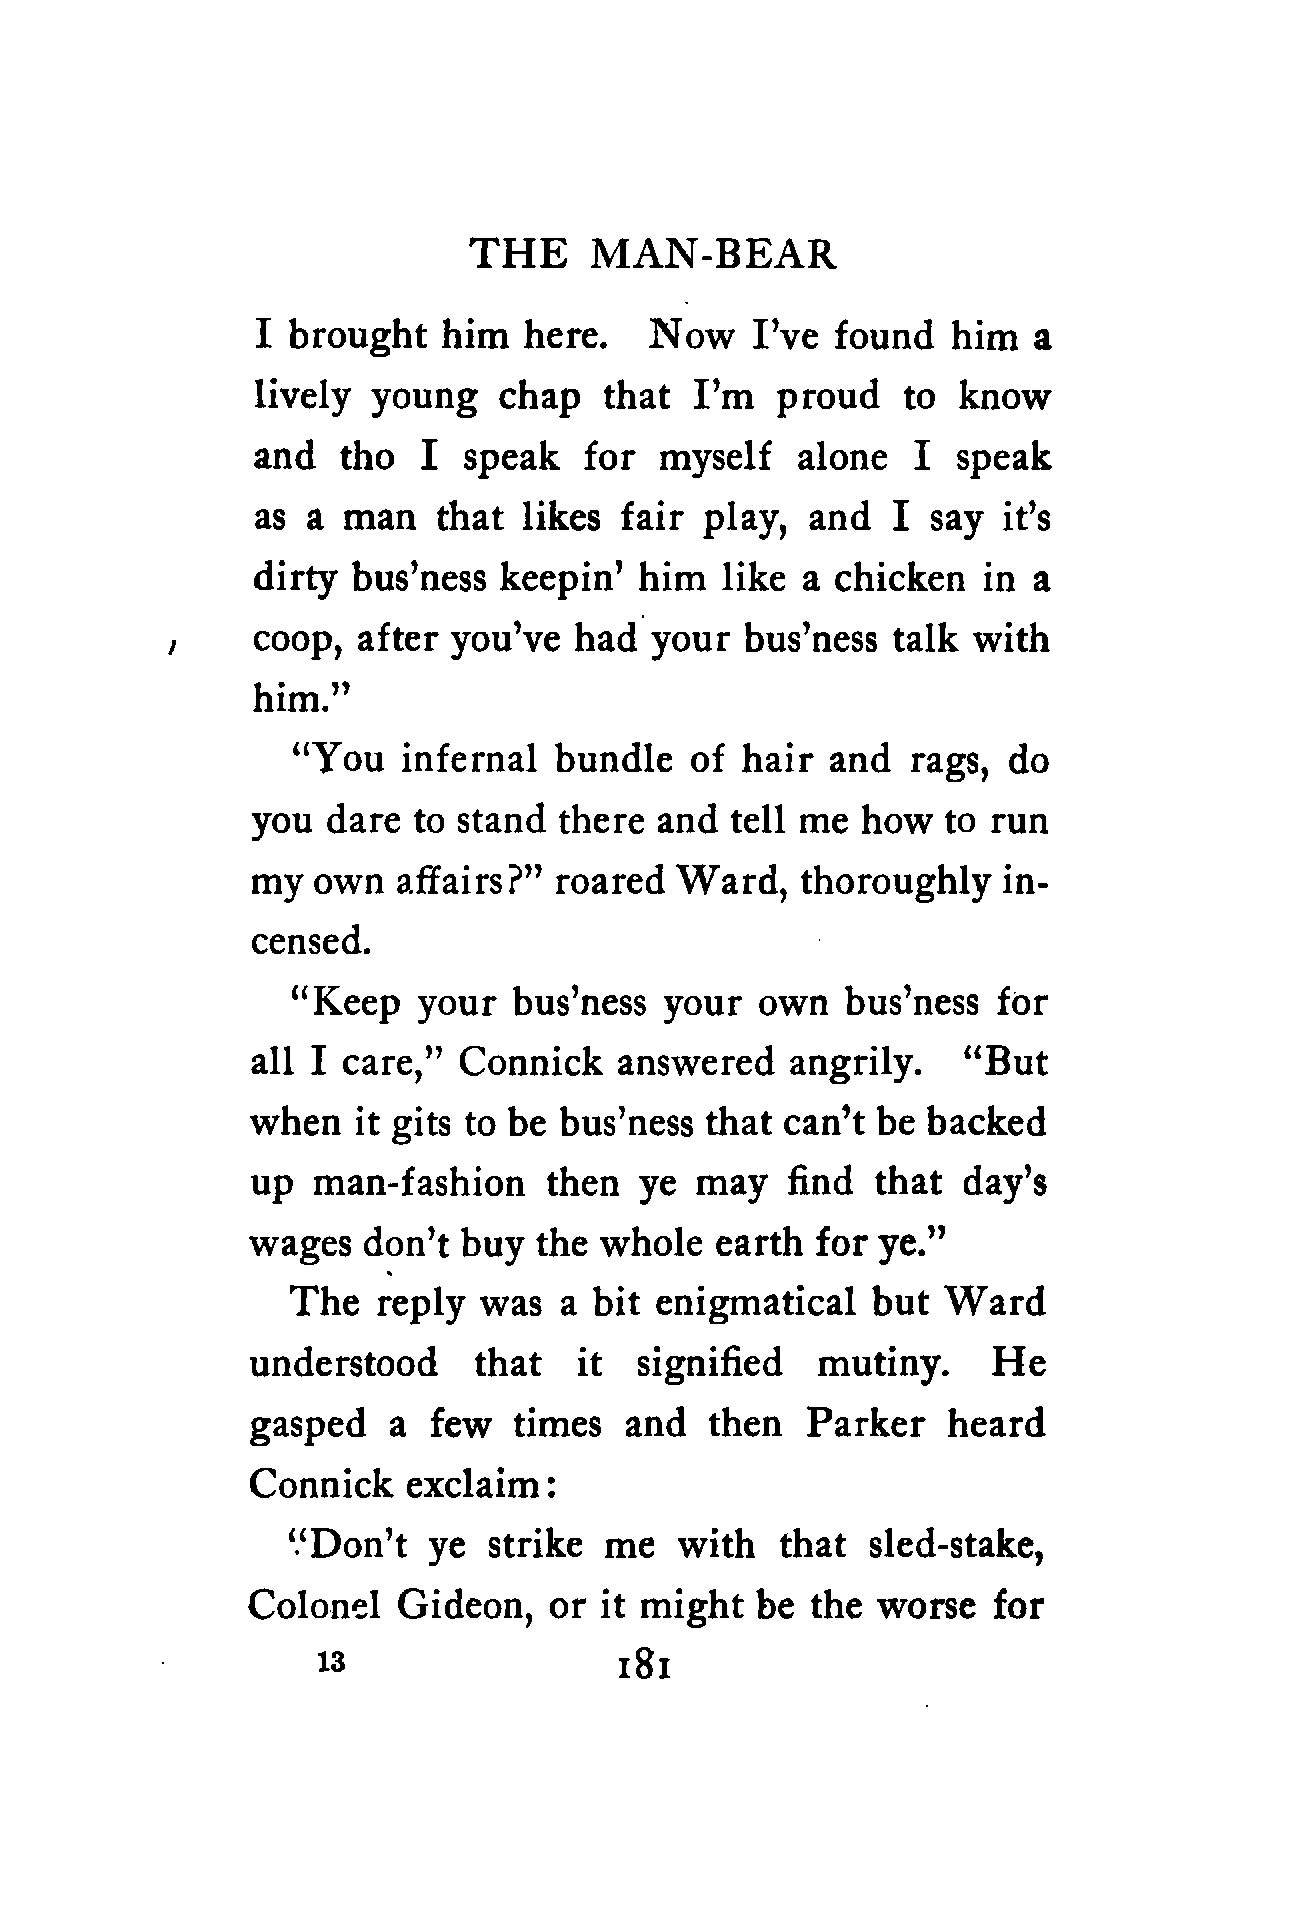 THE MAN-BEAR
I brought him here. Now I've found him a
lively young chap that I'm proud to know
and tho I speak for myself alone I speak
as a man that likes fair play, and I say it's
dirty bus'ness keepin' him like a chicken in a
coop, after you've had your bus'ness talk with
him."
"You infernal bundle of hair and rags, do
you dare to stand there and tell me how to run
my own affairs?" roared Ward, thoroughly in-
censed.
"Keep your bus'ness your own bus'ness for
all I care," Connick answered angrily. "But
when it gits to be bus'ness that can't be backed
up man-fashion then ye may find that day's
wages don't buy the whole earth for ye."
The reply was a bit enigmatical but Ward
understood that it signified mutiny. He
gasped a few times and then Parker heard
Connick exclaim:
"Don't ye strike me with that sled-stake,
Colonel Gideon, or it might be the worse for
13 181